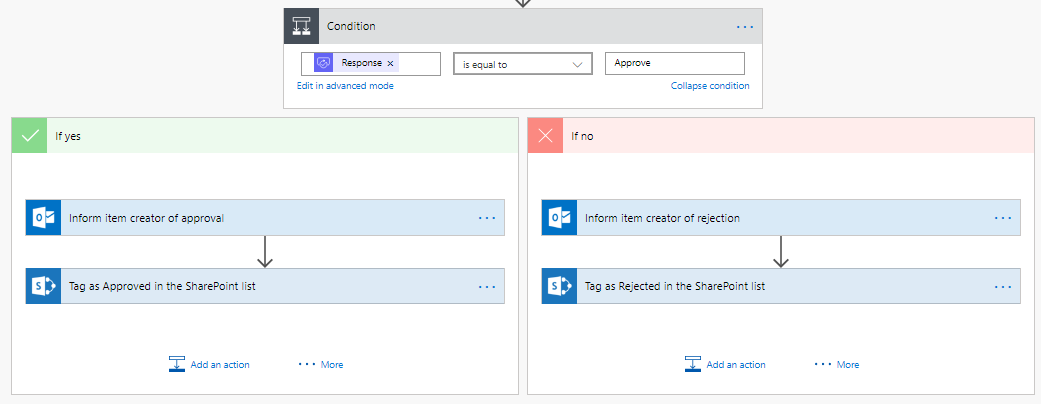 Condition
Response x
is equal to
Approve
Edit in advanced mode
Collapse condition
If yes
If no
Inform item creator of approval
Inform item creator of rejection
Tag as Approved in the SharePoint list
Tag as Rejected in the SharePoint list
Add an action
More
Add an action
More